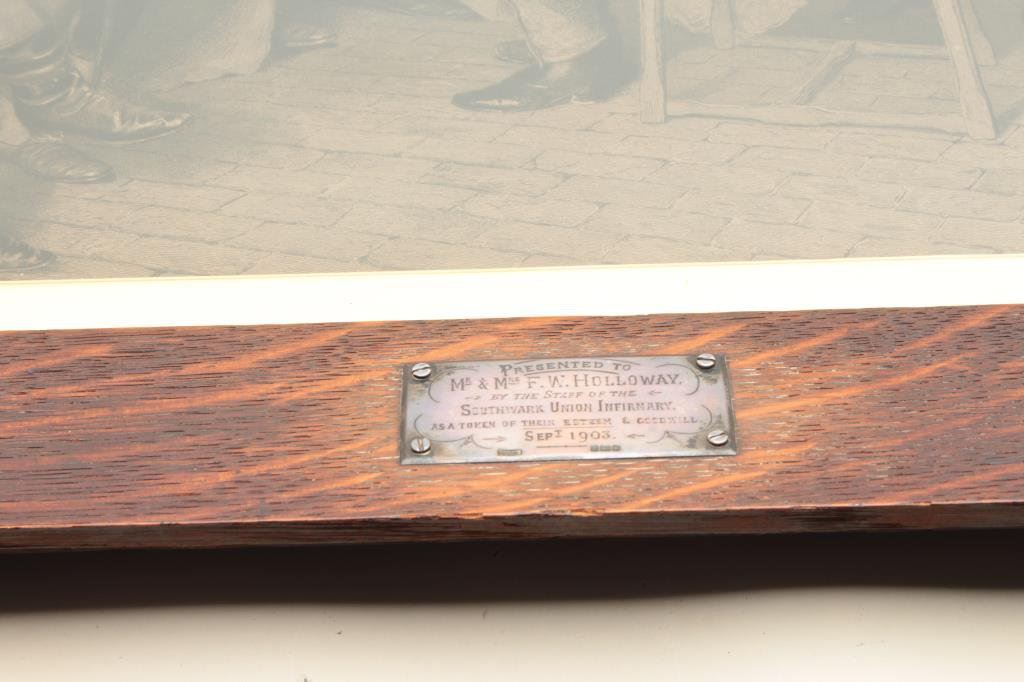 PRESENTED TO
MR & MRS F. W. HOLLOWAY.
BY THE STAFF OF THE
SOUTHWARK UNION INFIRMARY.
AS A TOKEN OF THEIR ESTEEM & GOODWILL.
SEPT 1903.